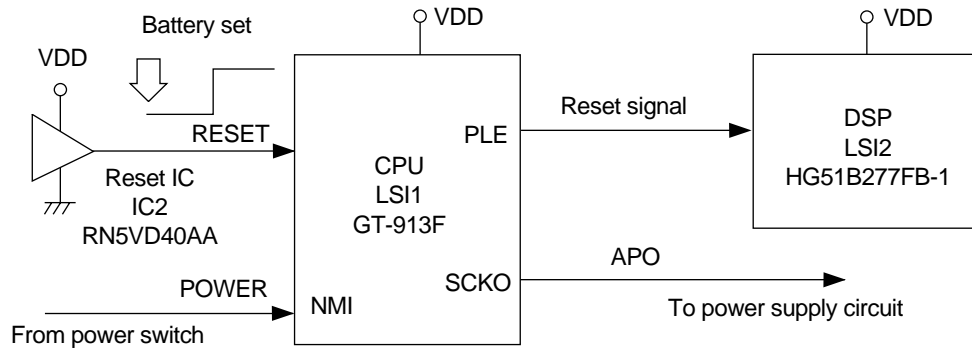 Battery set
VDD
RESET
Reset IC
IC2
RN5VD40AA
POWER
From power switch
VDD
CPU
LSI1
GT-913F
PLE
SCKO
NMI
Reset signal
APO
To power supply circuit
VDD
DSP
LSI2
HG51B277FB-1